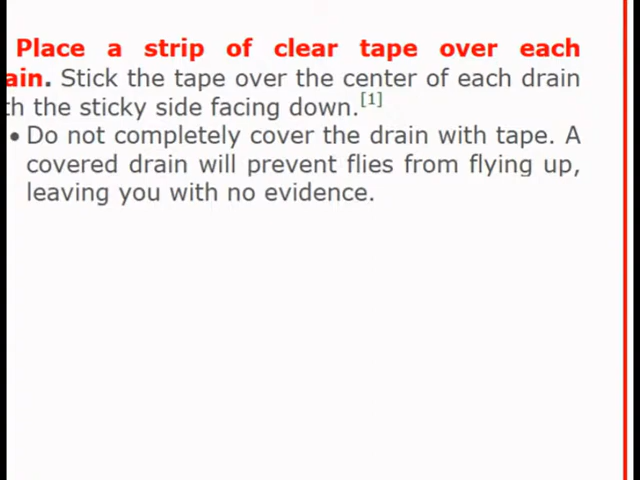 Place a strip of clear tape over each
ain. Stick the tape over the center of each drain
th the sticky side facing down.[1]
• Do not completely cover the drain with tape. A
covered drain will prevent flies from flying up,
leaving you with no evidence.